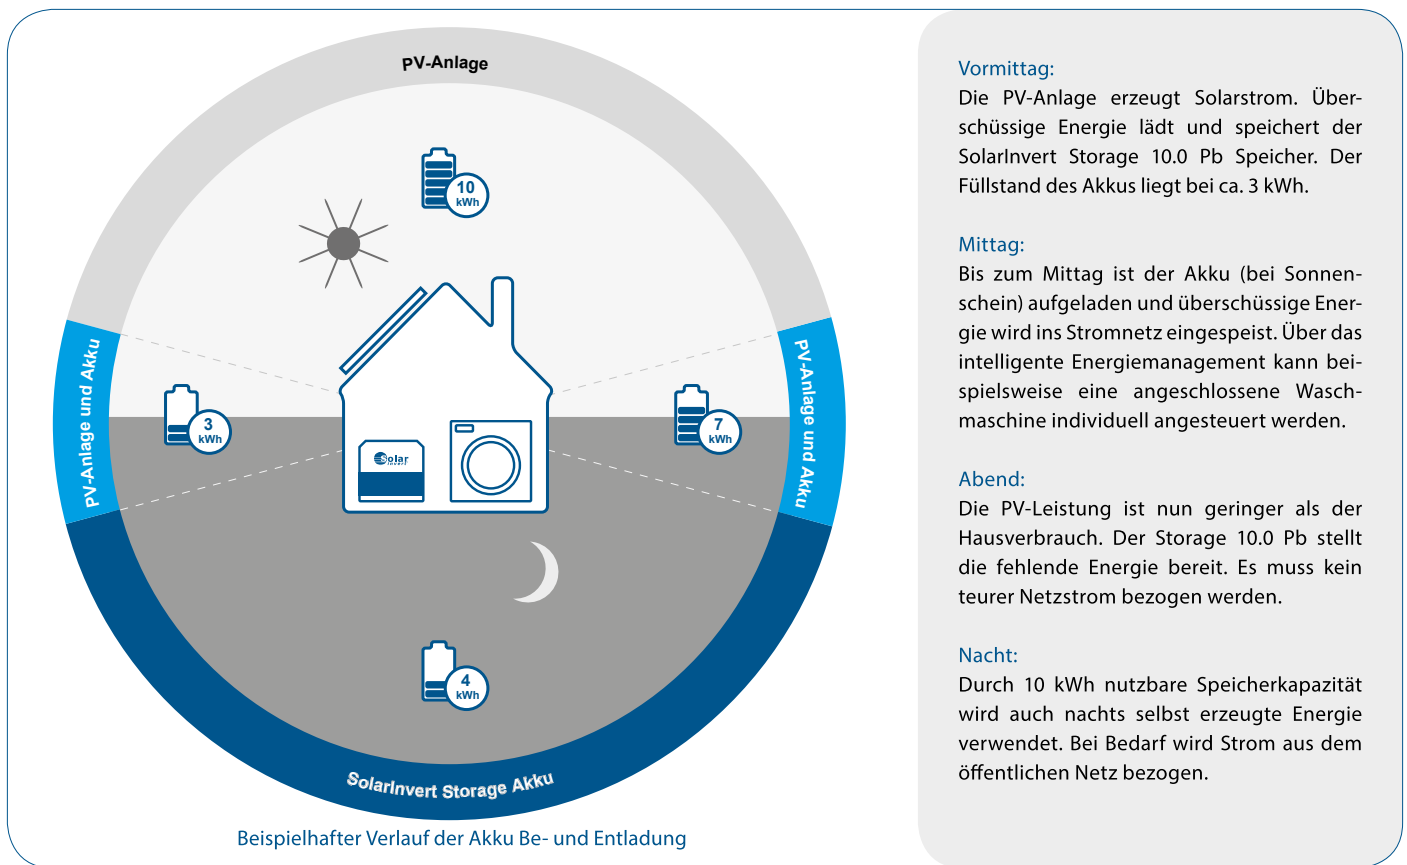 PV-Anlage
10
kWh
PV-Anlage und Akku
3
kWh
7
kWh
PV-Anlage und Akku
Solar
invert
4
kWh
SolarInvert Storage Akku
Beispielhafter Verlauf der Akku Be- und Entladung
Vormittag:
Die PV-Anlage erzeugt Solarstrom. Über-
schüssige Energie lädt und speichert der
SolarInvert Storage 10.0 Pb Speicher. Der
Füllstand des Akkus liegt bei ca. 3 kWh.
Mittag:
Bis zum Mittag ist der Akku (bei Sonnen-
schein) aufgeladen und überschüssige Ener-
gie wird ins Stromnetz eingespeist. Über das
intelligente Energiemanagement kann bei-
spielsweise eine angeschlossene Wasch-
maschine individuell angesteuert werden.
Abend:
Die PV-Leistung ist nun geringer als der
Hausverbrauch. Der Storage 10.0 Pb stellt
die fehlende Energie bereit. Es muss kein
teurer Netzstrom bezogen werden.
Nacht:
Durch 10 kWh nutzbare Speicherkapazität
wird auch nachts selbst erzeugte Energie
verwendet. Bei Bedarf wird Strom aus dem
öffentlichen Netz bezogen.